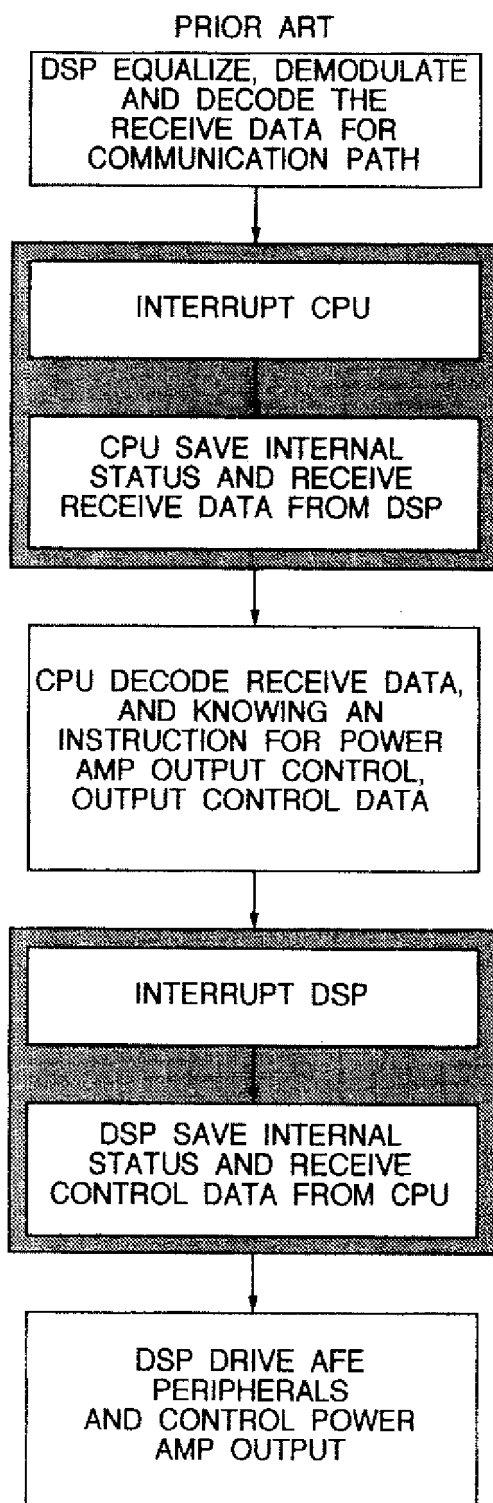 PRIOR ART
DSP EQUALIZE, DEMODULATE
AND DECODE THE
RECEIVE DATA FOR
COMMUNICATION PATH
INTERRUPT CPU
CPU SAVE INTERNAL
STATUS AND RECEIVE
RECEIVE DATA FROM DSP
CPU DECODE RECEIVE DATA,
AND KNOWING AN
INSTRUCTION FOR POWER
AMP OUTPUT CONTROL,
OUTPUT CONTROL DATA
INTERRUPT DSP
DSP SAVE INTERNAL
STATUS AND RECEIVE
CONTROL DATA FROM CPU
DSP DRIVE AFE
PERIPHERALS
AND CONTROL POWER
AMP OUTPUT